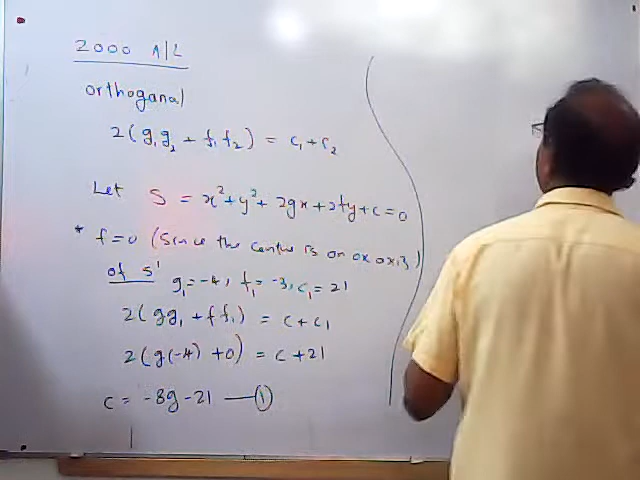 2000 A/L
orthoganal
2(g₁g₂ + f₁f₂) = c₁+c₂
Let S = x²+y²+2gx+2fy+c=0
* f=0 (since the centre is on ox axis)
of s' g₁=-4, f₁=-3, c₁=21
2(gg₁+ff₁) = c+c₁
2(g(-4)+0) = c+21
c = -8g-21 —①